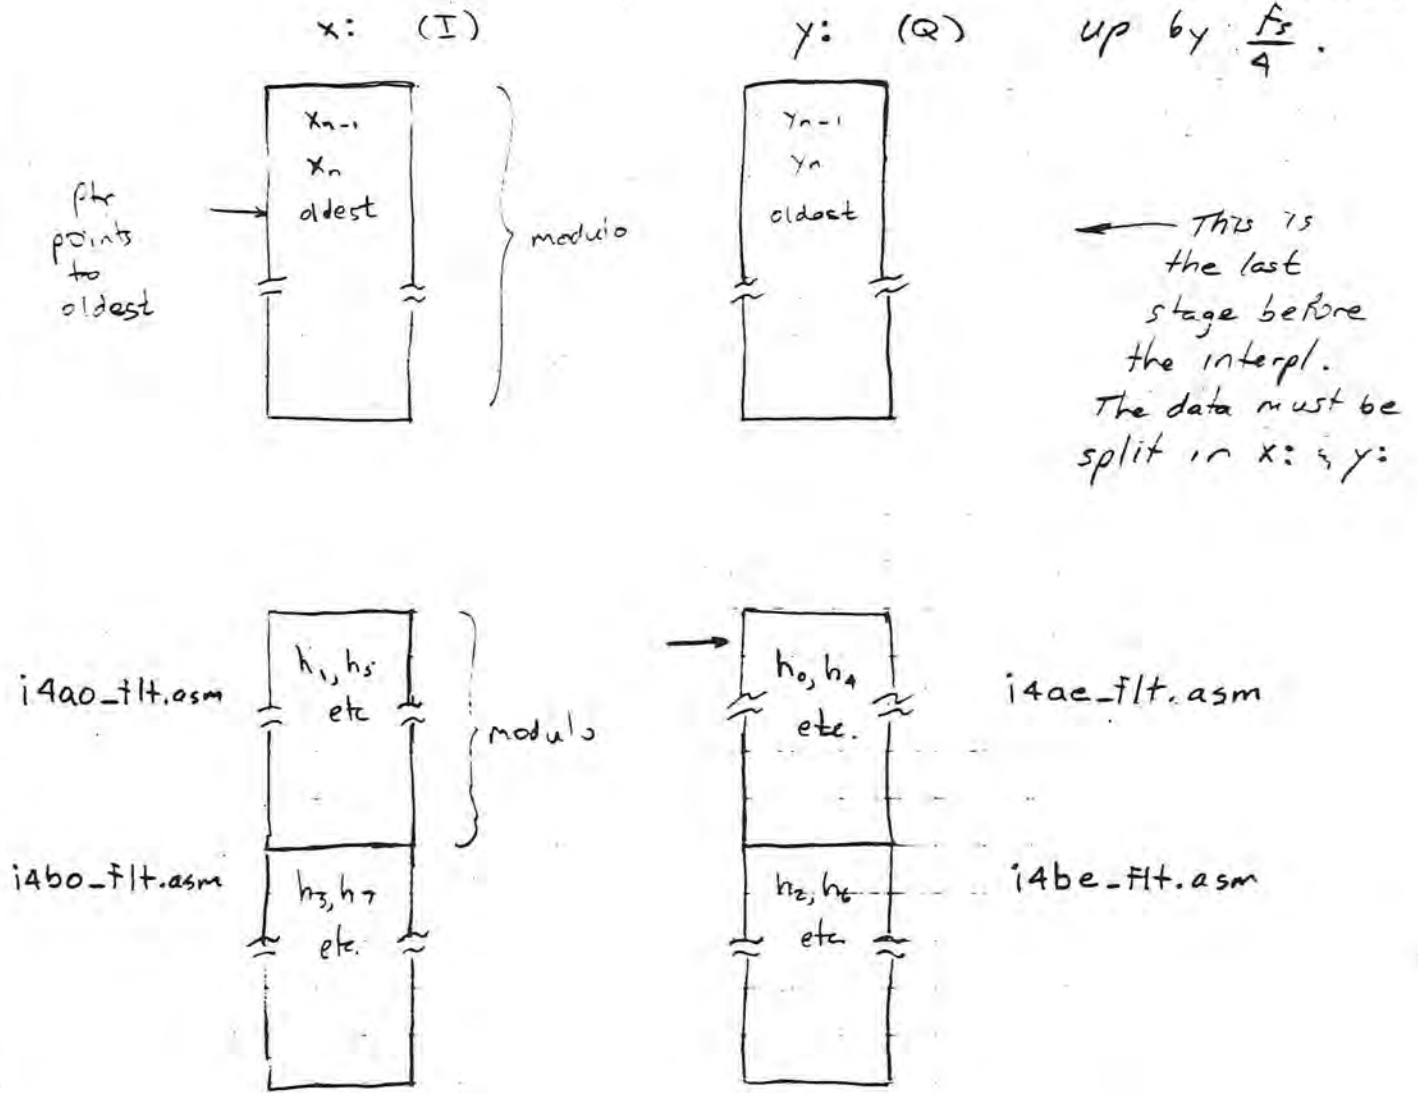 x: (I)
y: (Q)
up by Fs/4.
xn-1
xn
oldest
ptr
points
to
oldest
modulo
yn-1
yn
oldest
This is
the last
stage before
the interpl.
The data must be
split in x: & y:
i4ao_flt.asm
h1, h5
etc
modulo
h0, h4
etc.
i4ae_flt.asm
i4bo_flt.asm
h3, h7
etc.
h2, h6
etc.
i4be_flt.asm